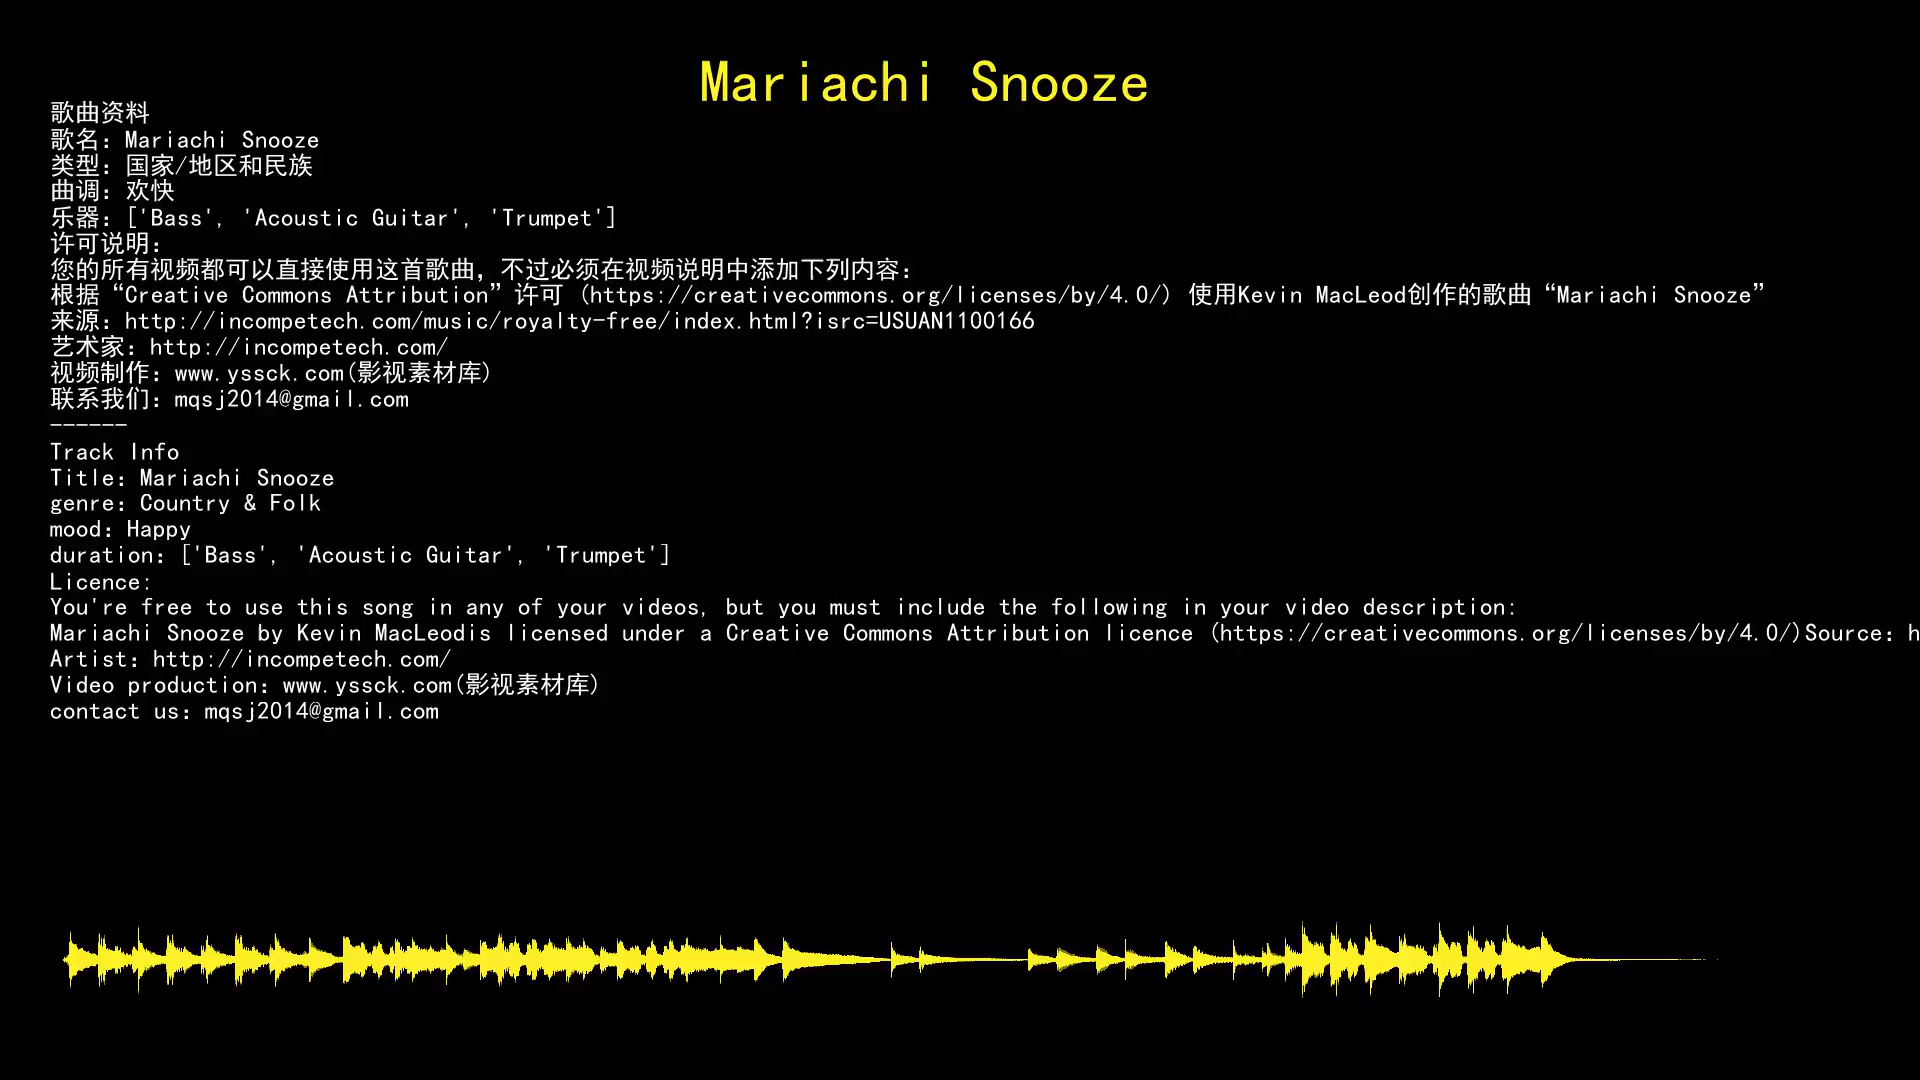 Mariachi Snooze
歌曲资料
歌名：Mariachi Snooze
类型：国家/地区和民族
曲调：欢快
乐器：['Bass', 'Acoustic Guitar', 'Trumpet']
许可说明：
您的所有视频都可以直接使用这首歌曲，不过必须在视频说明中添加下列内容：
根据“Creative Commons Attribution”许可 (https://creativecommons.org/licenses/by/4.0/) 使用Kevin MacLeod创作的歌曲“Mariachi Snooze”
来源：http://incompetech.com/music/royalty-free/index.html?isrc=USUAN1100166
艺术家：http://incompetech.com/
视频制作：www.yssck.com(影视素材库)
联系我们：mqsj2014@gmail.com
------
Track Info
Title：Mariachi Snooze
genre：Country & Folk
mood：Happy
duration：['Bass', 'Acoustic Guitar', 'Trumpet']
Licence:
You're free to use this song in any of your videos, but you must include the following in your video description:
Mariachi Snooze by Kevin MacLeodis licensed under a Creative Commons Attribution licence (https://creativecommons.org/licenses/by/4.0/)Source：h
Artist：http://incompetech.com/
Video production：www.yssck.com(影视素材库)
contact us：mqsj2014@gmail.com